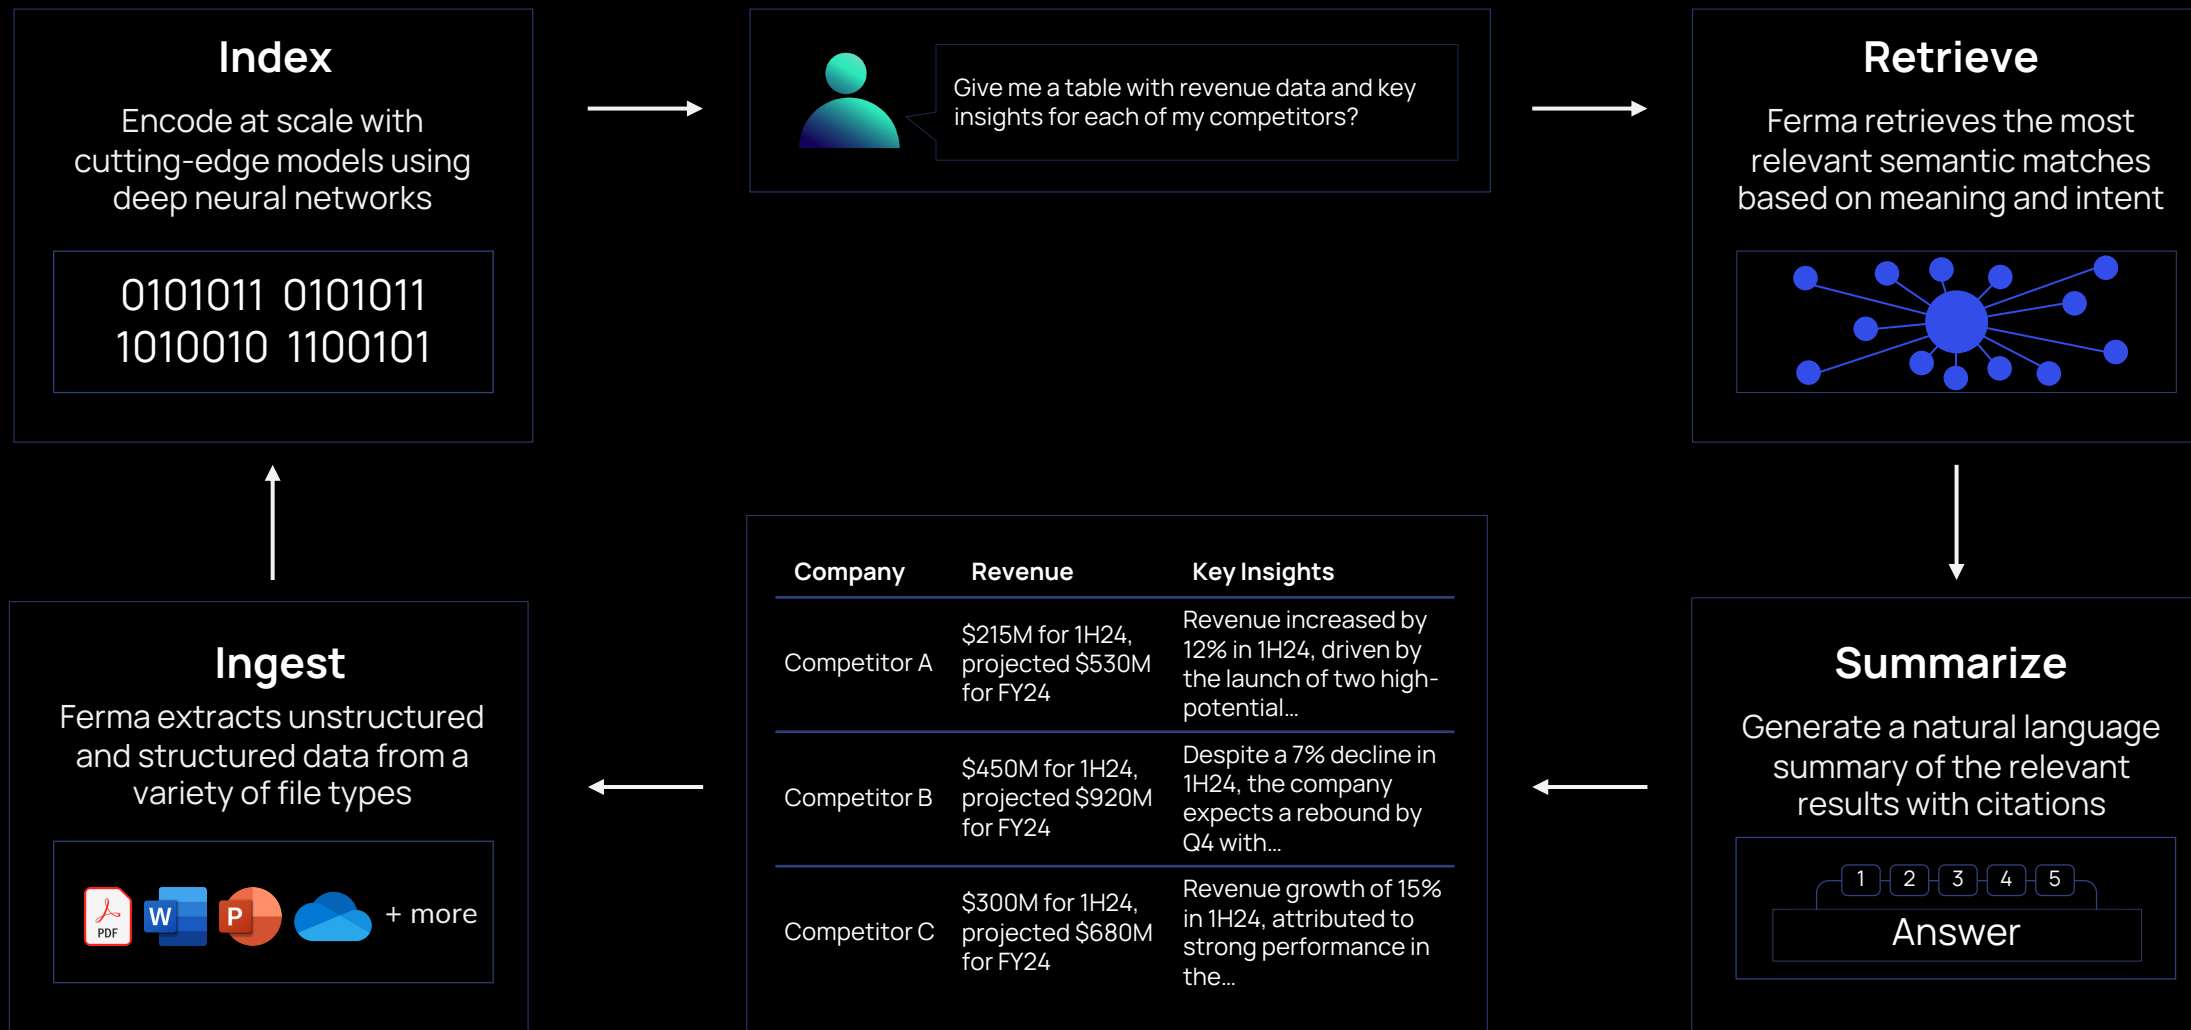 Index
Encode at scale with
cutting-edge models using
deep neural networks
0101011 0101011
1010010 1100101
Give me a table with revenue data and key
insights for each of my competitors?
Retrieve
Ferma retrieves the most
relevant semantic matches
based on meaning and intent
Ingest
Ferma extracts unstructured
and structured data from a
variety of file types
PDF
W
P
+ more
Company Revenue Key Insights
Competitor A
$215M for 1H24,
projected $530M
for FY24
Revenue increased by
12% in 1H24, driven by
the launch of two high-
potential...
Competitor B
$450M for 1H24,
projected $920M
for FY24
Despite a 7% decline in
1H24, the company
expects a rebound by
Q4 with...
Competitor C
$300M for 1H24,
projected $680M
for FY24
Revenue growth of 15%
in 1H24, attributed to
strong performance in
the...
Summarize
Generate a natural language
summary of the relevant
results with citations
1 2 3 4 5
Answer